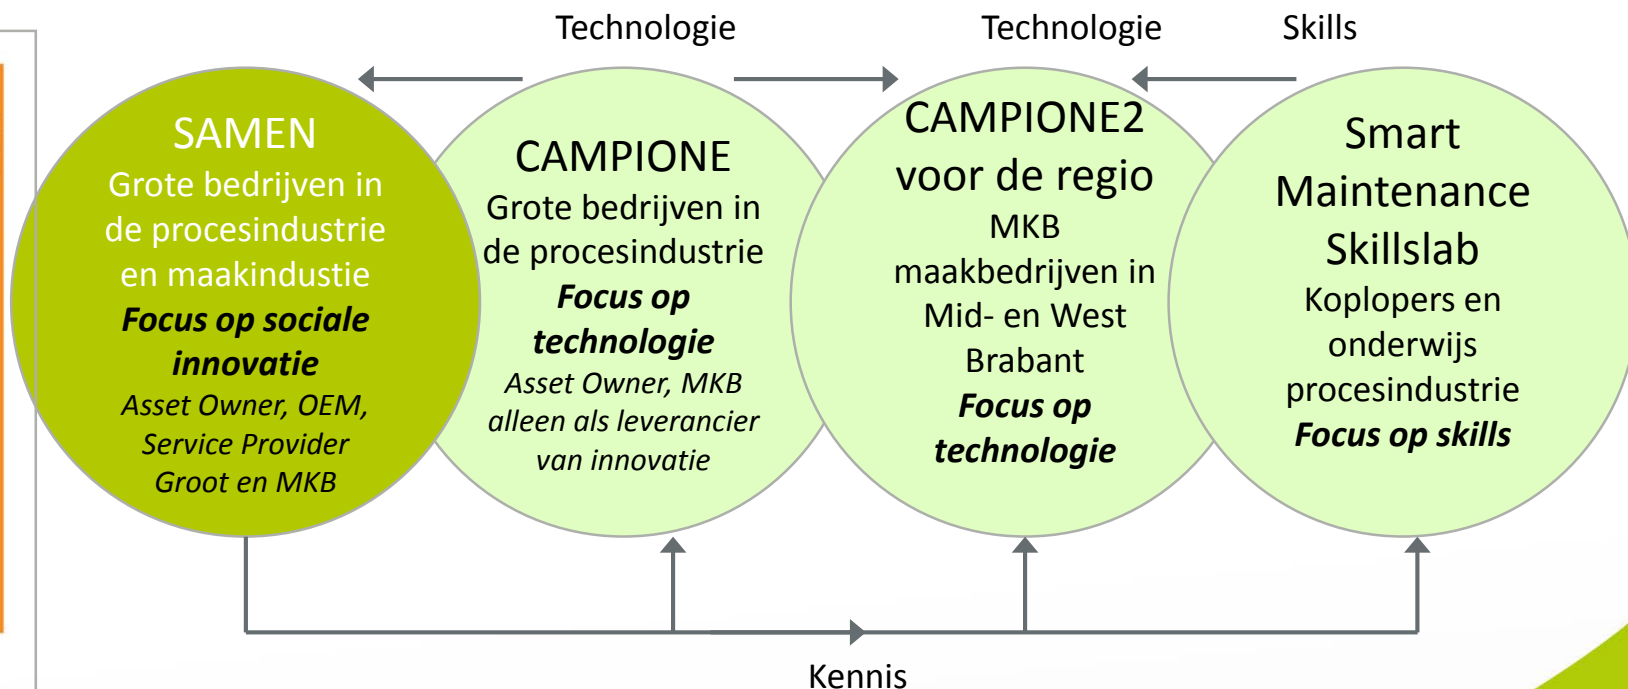 Technologie
Technologie
Skills
SAMEN
Grote bedrijven in
de procesindustrie
en maakindustie
Focus op sociale
innovatie
Asset Owner, OEM,
Service Provider
Groot en MKB
CAMPIONE
Grote bedrijven in
de procesindustrie
Focus op
technologie
Asset Owner, MKB
alleen als leverancier
van innovatie
CAMPIONE2
voor de regio
MKB
maakbedrijven in
Mid- en West
Brabant
Focus op
technologie
Smart
Maintenance
Skillslab
Koplopers en
onderwijs
procesindustrie
Focus op skills
Kennis